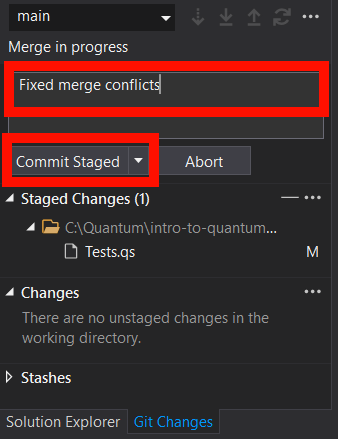 main
Merge in progress
Fixed merge conflicts
Commit Staged
Abort
Staged Changes (1)
C:\Quantum\intro-to-quantum...
Tests.qs M
Changes
There are no unstaged changes in the
working directory.
Stashes
Solution Explorer Git Changes